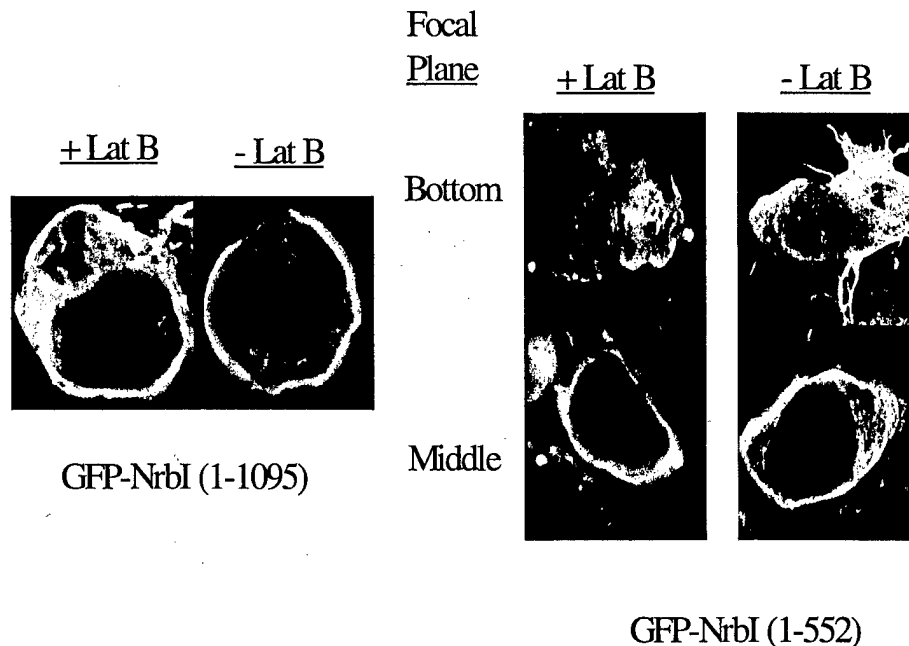 Focal
Plane
+ Lat B
- Lat B
+ Lat B
- Lat B
Bottom
Middle
GFP-NrbI (1-1095)
GFP-NrbI (1-552)